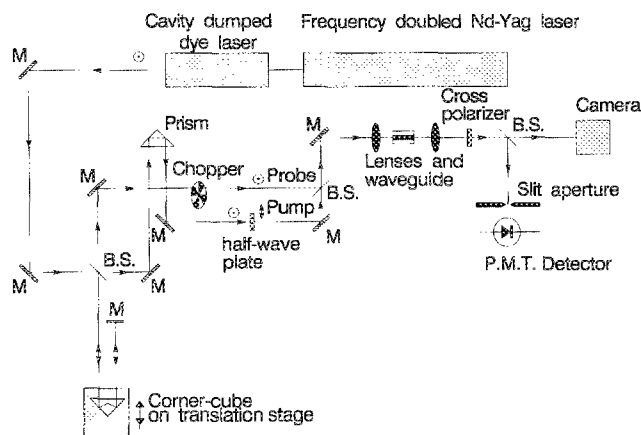 Cavity dumped
dye laser
Frequency doubled Nd-Yag laser
M
Prism
Chopper
M
M
Probe
Pump
half-wave
plate
M
B.S.
M
Lenses and
waveguide
Cross
polarizer
B.S.
Camera
Slit aperture
P.M.T. Detector
M
B.S.
M
M
Corner-cube
on translation stage